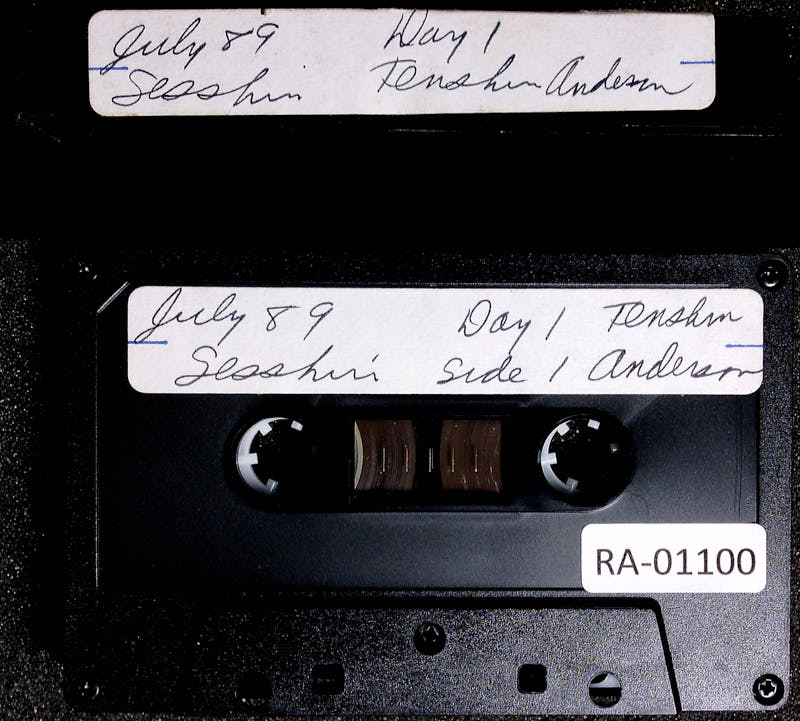 July 89 Day 1
Sesshin Tenshin Anderson
July 89 Day 1 Tenshin
Sesshin Side 1 Anderson
RA-01100